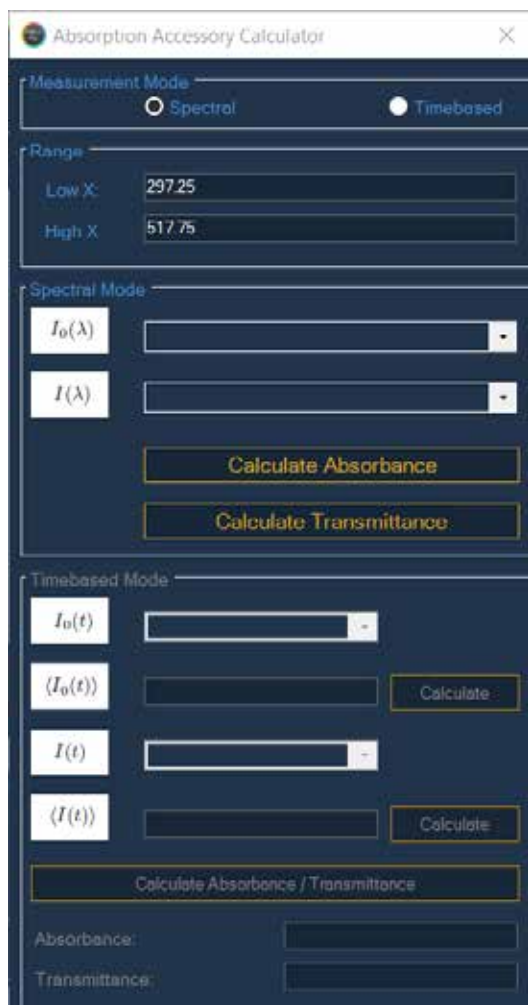 Absorption Accessory Calculator
Measurement Mode
Spectral Timebased
Range
Low X: 297.25
High X 517.75
Spectral Mode
I₀(λ)
I(λ)
Calculate Absorbance
Calculate Transmittance
Timebased Mode
I₀(t)
⟨I₀(t)⟩ Calculate
I(t)
⟨I(t)⟩ Calculate
Calculate Absorbance / Transmittance
Absorbance:
Transmittance: